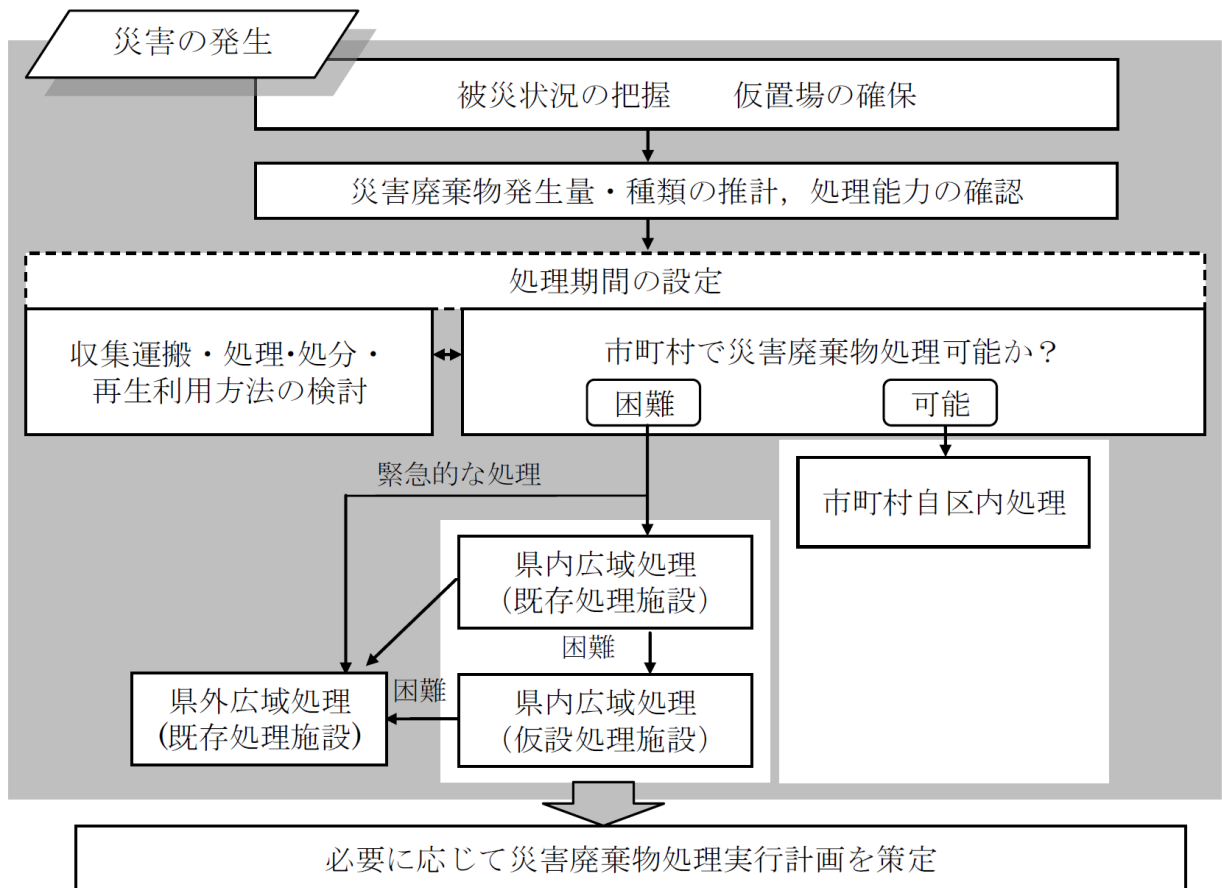 災害の発生
被災状況の把握　　仮置場の確保
災害廃棄物発生量・種類の推計，処理能力の確認
処理期間の設定
収集運搬・処理・処分・
再生利用方法の検討
市町村で災害廃棄物処理可能か？
困難
可能
緊急的な処理
市町村自区内処理
県内広域処理
（既存処理施設）
困難
県外広域処理
(既存処理施設)
困難
県内広域処理
（仮設処理施設）
必要に応じて災害廃棄物処理実行計画を策定